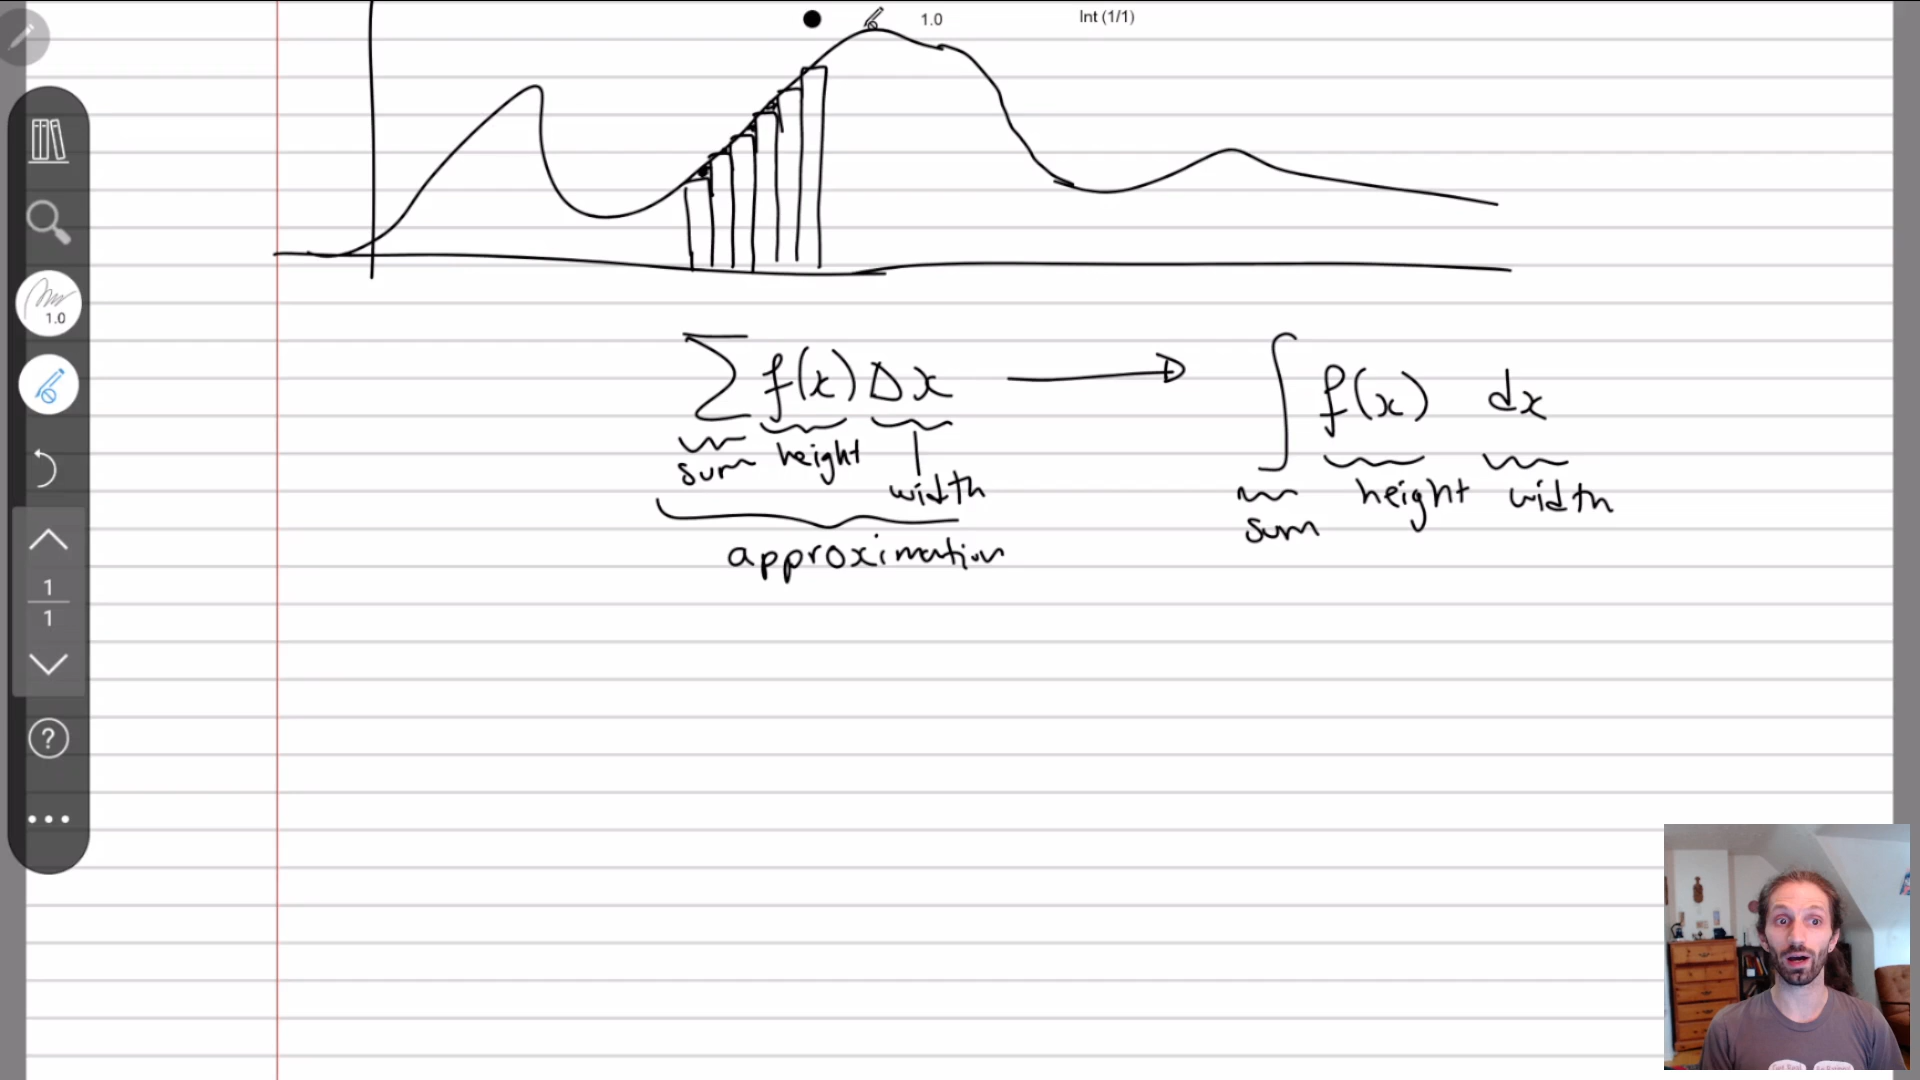 1.0 Int (1/1)
1.0
1
1
?
∑ f(x) Δx → ∫ f(x) dx
sum height width
sum height width
approximation